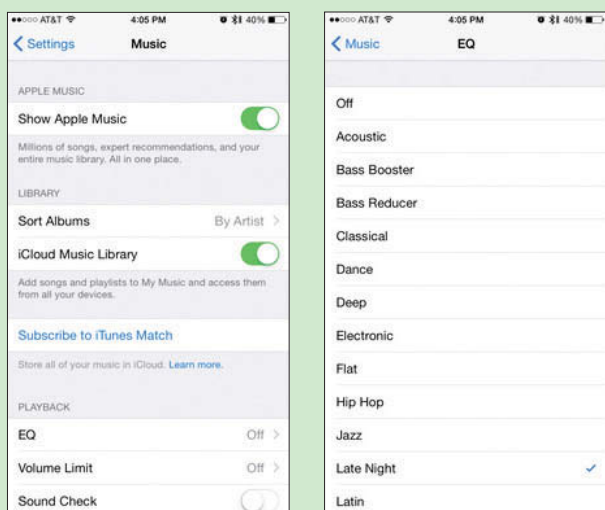 AT&T 4:05 PM 40%
Settings Music
APPLE MUSIC
Show Apple Music
Millions of songs, expert recommendations, and your
entire music library. All in one place.
LIBRARY
Sort Albums By Artist
iCloud Music Library
Add songs and playlists to My Music and access them
from all your devices.
Subscribe to iTunes Match
Store all of your music in iCloud. Learn more.
PLAYBACK
EQ Off
Volume Limit Off
Sound Check
AT&T 4:05 PM 40%
Music EQ
Off
Acoustic
Bass Booster
Bass Reducer
Classical
Dance
Deep
Electronic
Flat
Hip Hop
Jazz
Late Night
Latin